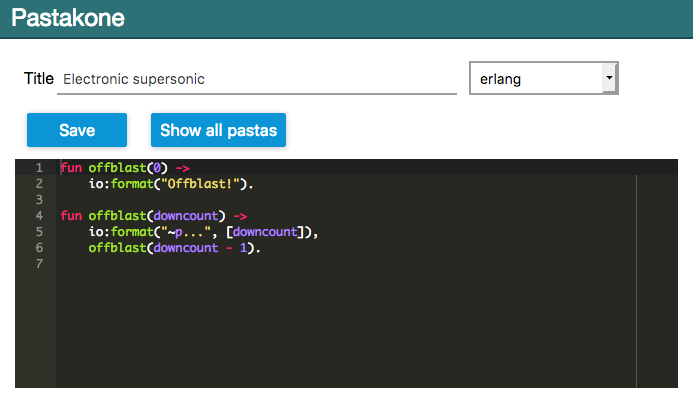 Pastakone
Title Electronic supersonic erlang
Save Show all pastas
1 fun offblast(0) ->
2     io:format("Offblast!").
3
4 fun offblast(downcount) ->
5     io:format("~p...", [downcount]),
6     offblast(downcount - 1).
7